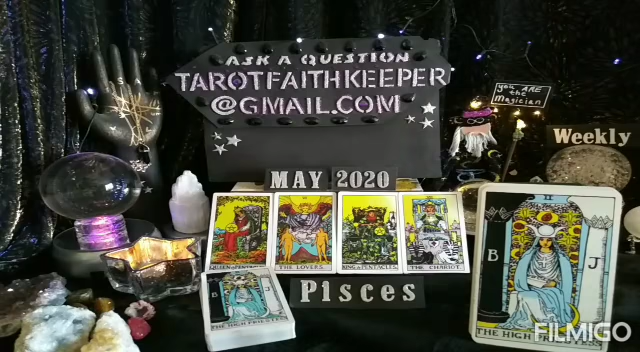 ASK A QUESTION
TAROTFAITHKEEPER
@GMAIL.COM
you ARE
the
Magician
Weekly
MAY 2020
QUEEN of PENTACLES
THE LOVERS.
KING of PENTACLES
THE CHARIOT.
Pisces
B
J
THE HIGH PRIESTESS
THE HIGH PRIESTESS
FILMIGO